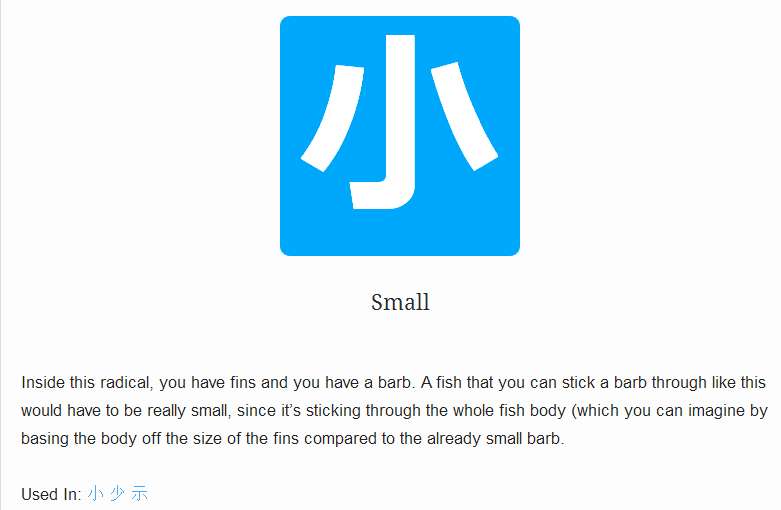 小
Small
Inside this radical, you have fins and you have a barb. A fish that you can stick a barb through like this
would have to be really small, since it’s sticking through the whole fish body (which you can imagine by
basing the body off the size of the fins compared to the already small barb.
Used In: 小 少 示